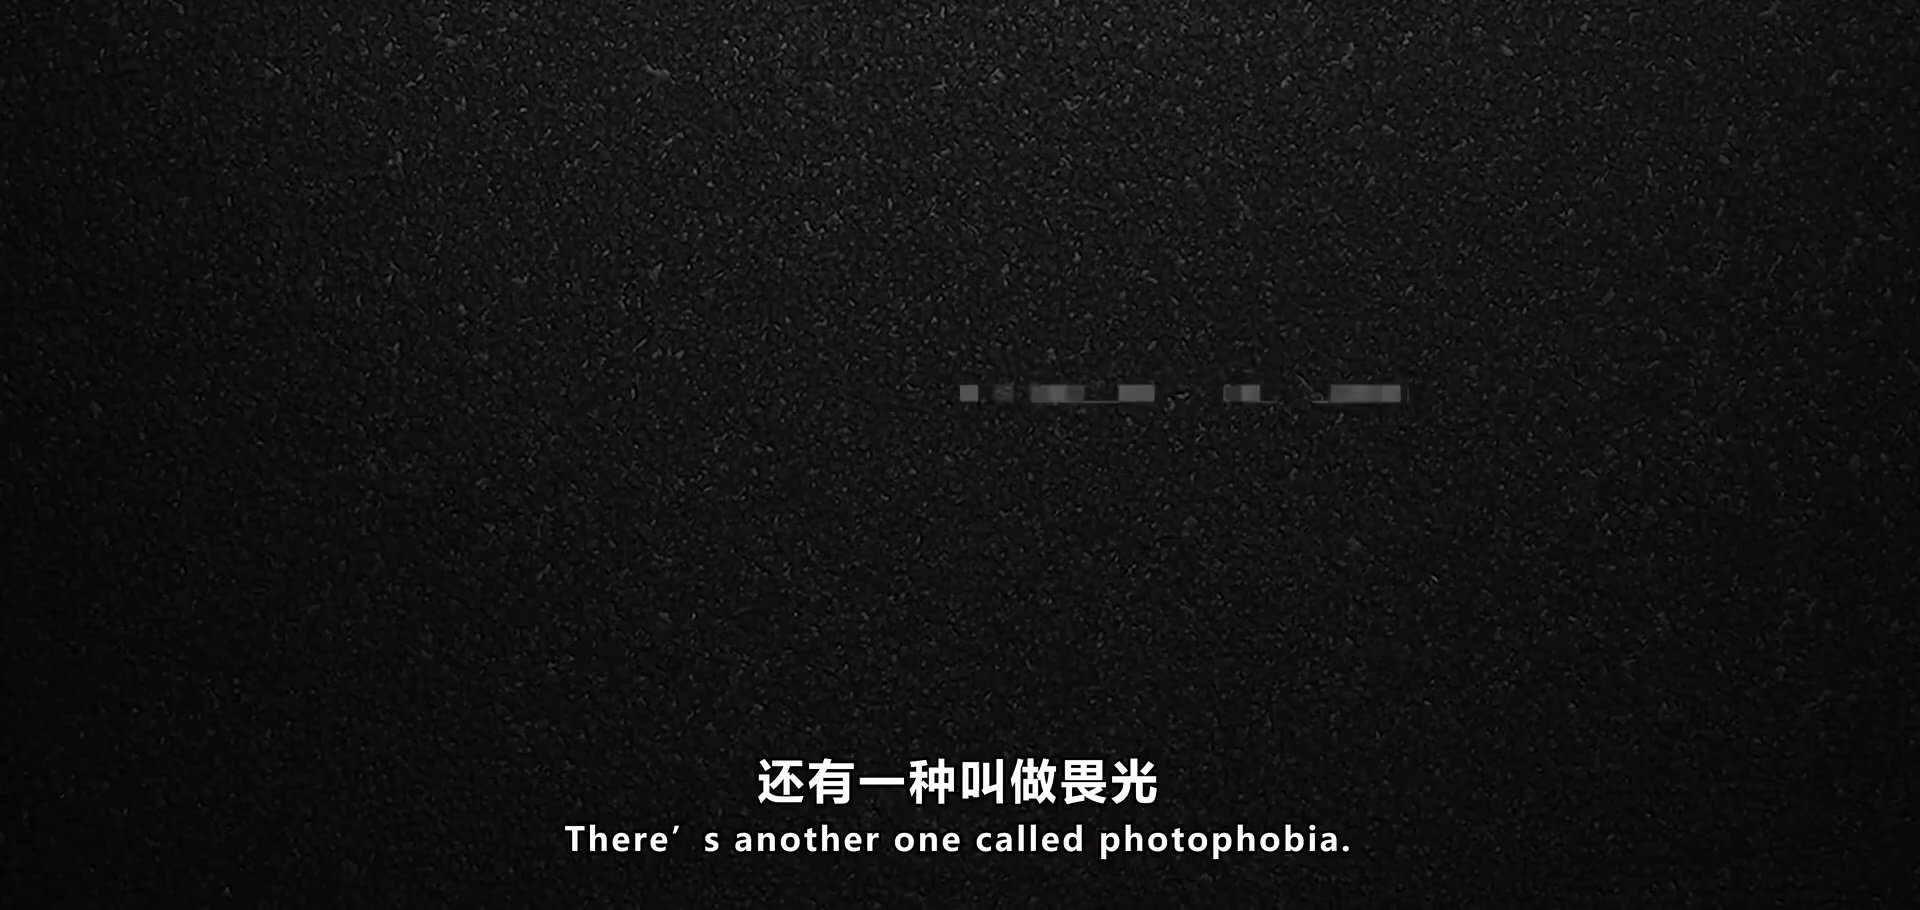 还有一种叫做畏光
There’s another one called photophobia.